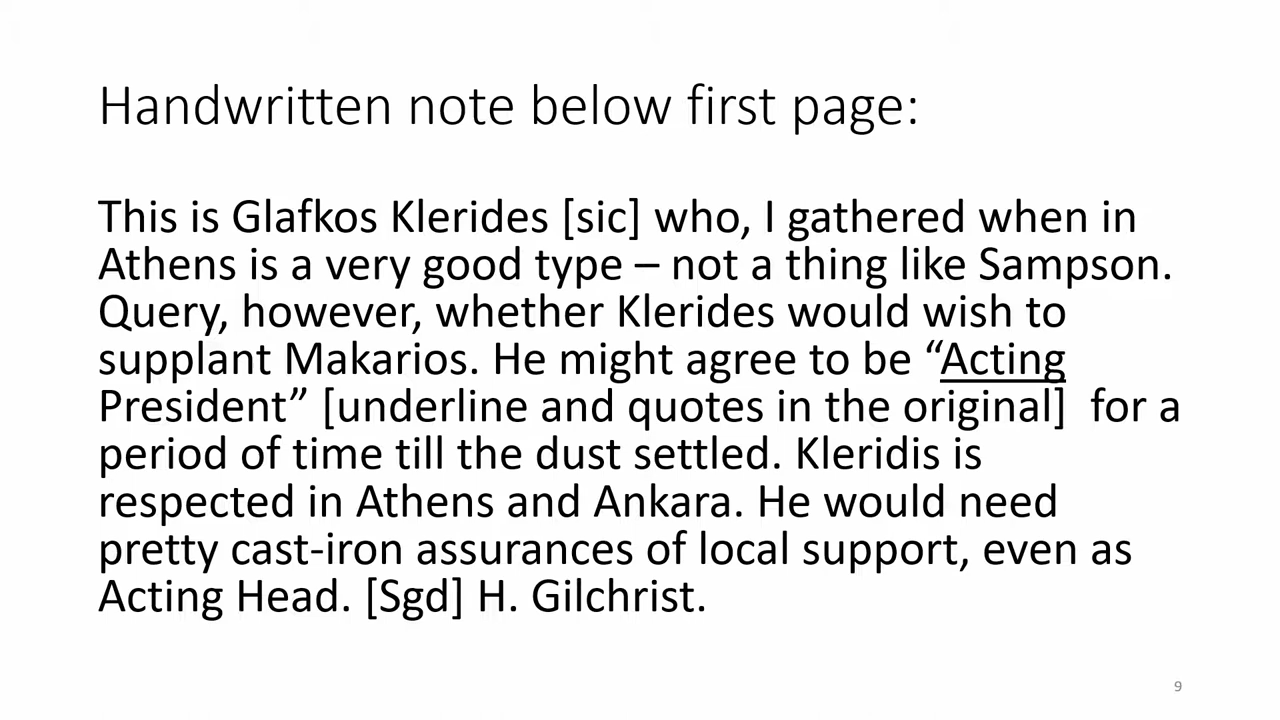 Handwritten note below first page:
This is Glafkos Klerides [sic] who, I gathered when in
Athens is a very good type – not a thing like Sampson.
Query, however, whether Klerides would wish to
supplant Makarios. He might agree to be “Acting
President” [underline and quotes in the original]  for a
period of time till the dust settled. Kleridis is
respected in Athens and Ankara. He would need
pretty cast-iron assurances of local support, even as
Acting Head. [Sgd] H. Gilchrist.
9